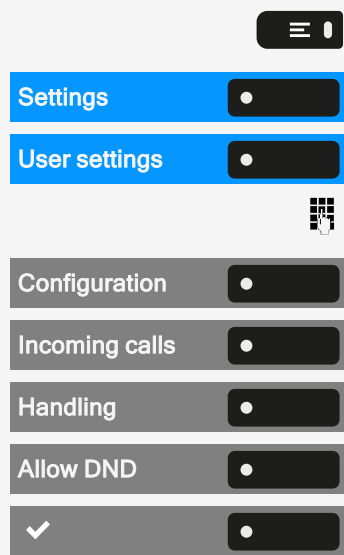 Settings
User settings
Configuration
Incoming calls
Handling
Allow DND